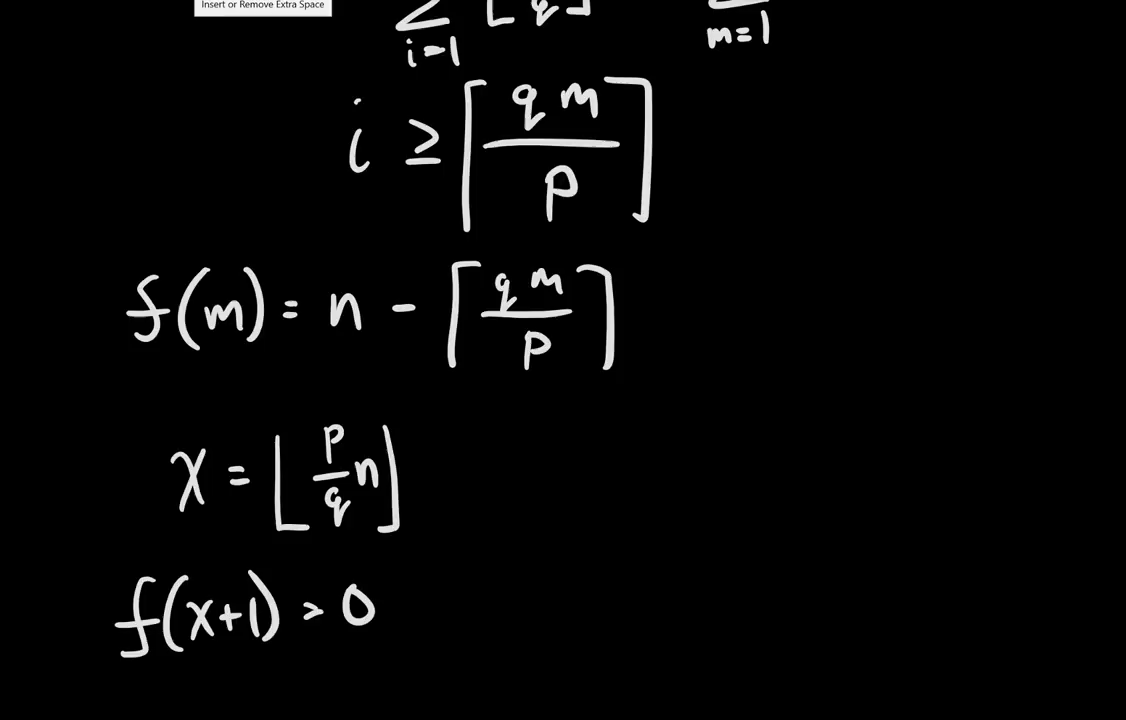 Insert or Remove Extra Space
∑_{i=1} ⌊ q ⌋ ∑_{m=1}
i ≥ ⌈qm/p⌉
f(m) = n - ⌈qm/p⌉
x = ⌊p/q n⌋
f(x+1) > 0